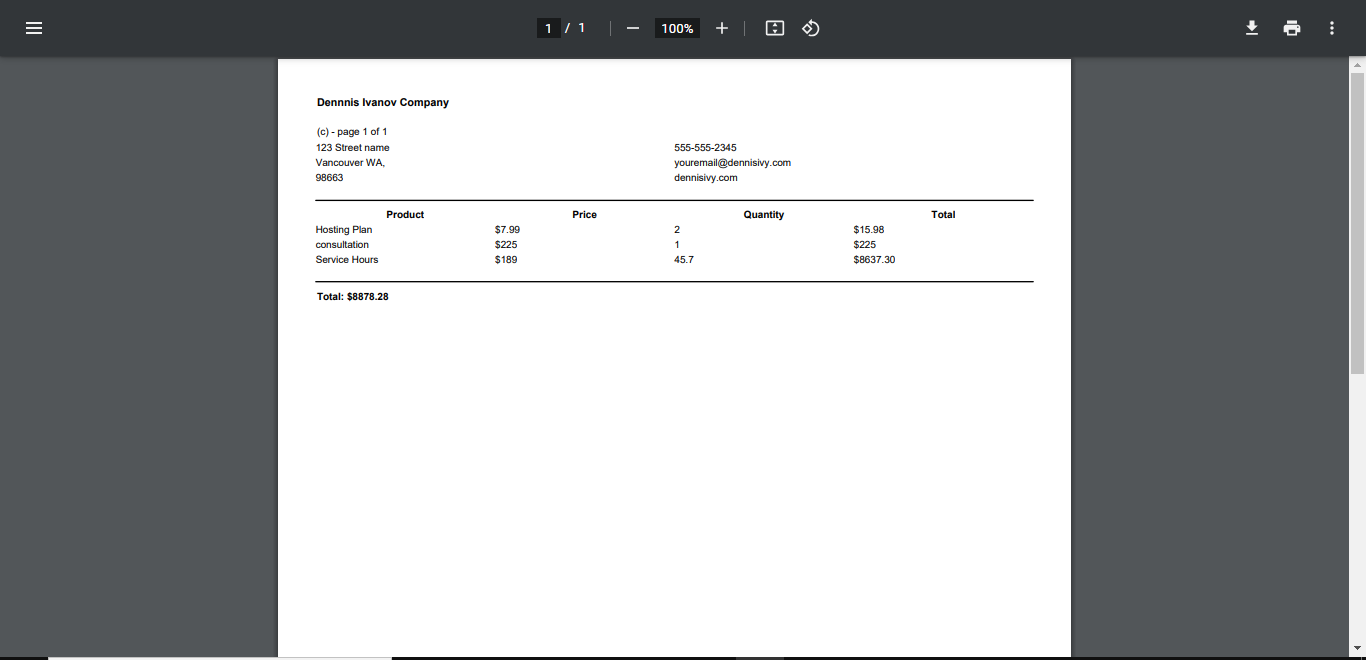 1 / 1 100%
Dennnis Ivanov Company
(c) - page 1 of 1
123 Street name 555-555-2345
Vancouver WA, youremail@dennisivy.com
98663 dennisivy.com
Product Price Quantity Total
Hosting Plan $7.99 2 $15.98
consultation $225 1 $225
Service Hours $189 45.7 $8637.30
Total: $8878.28